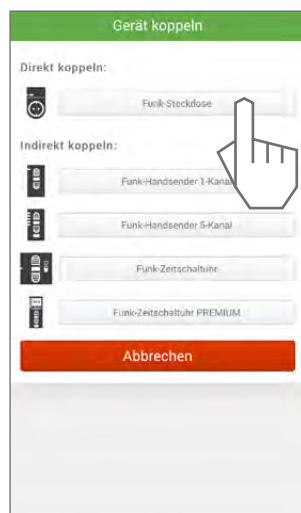 Gerät koppeln
Direkt koppeln:
Funk-Steckdose
Indirekt koppeln:
Funk-Handsender 1-Kanal
Funk-Handsender 5-Kanal
Funk-Zeitschaltuhr
Funk-Zeitschaltuhr PREMIUM
Abbrechen